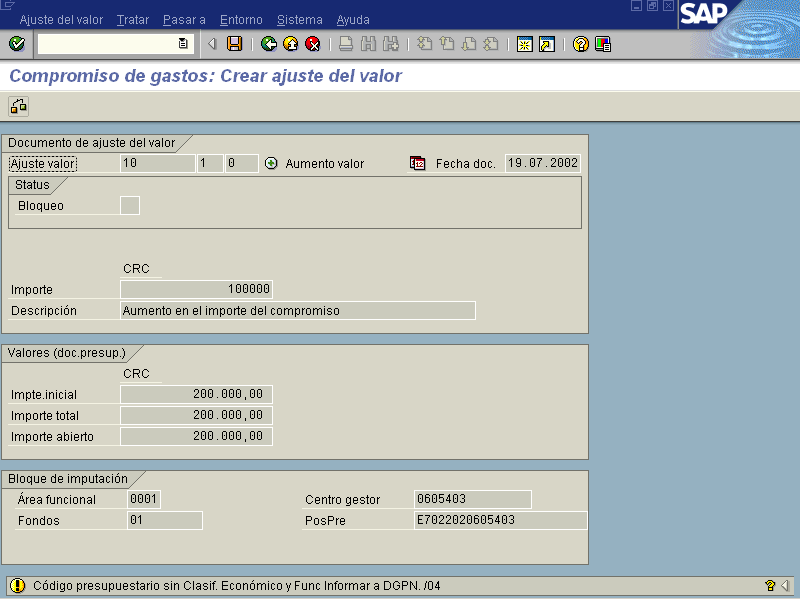 Ajuste del valor Tratar Pasar a Entorno Sistema Ayuda
SAP
Compromiso de gastos: Crear ajuste del valor
Documento de ajuste del valor
Ajuste valor 10 1 0 Aumento valor Fecha doc. 19.07.2002
Status
Bloqueo
CRC
Importe 100000
Descripción Aumento en el importe del compromiso
Valores (doc.presup.)
CRC
Impte.inicial 200.000,00
Importe total 200.000,00
Importe abierto 200.000,00
Bloque de imputación
Área funcional 0001 Centro gestor 0605403
Fondos 01 PosPre E7022020605403
Código presupuestario sin Clasif. Económico y Func Informar a DGPN. /04